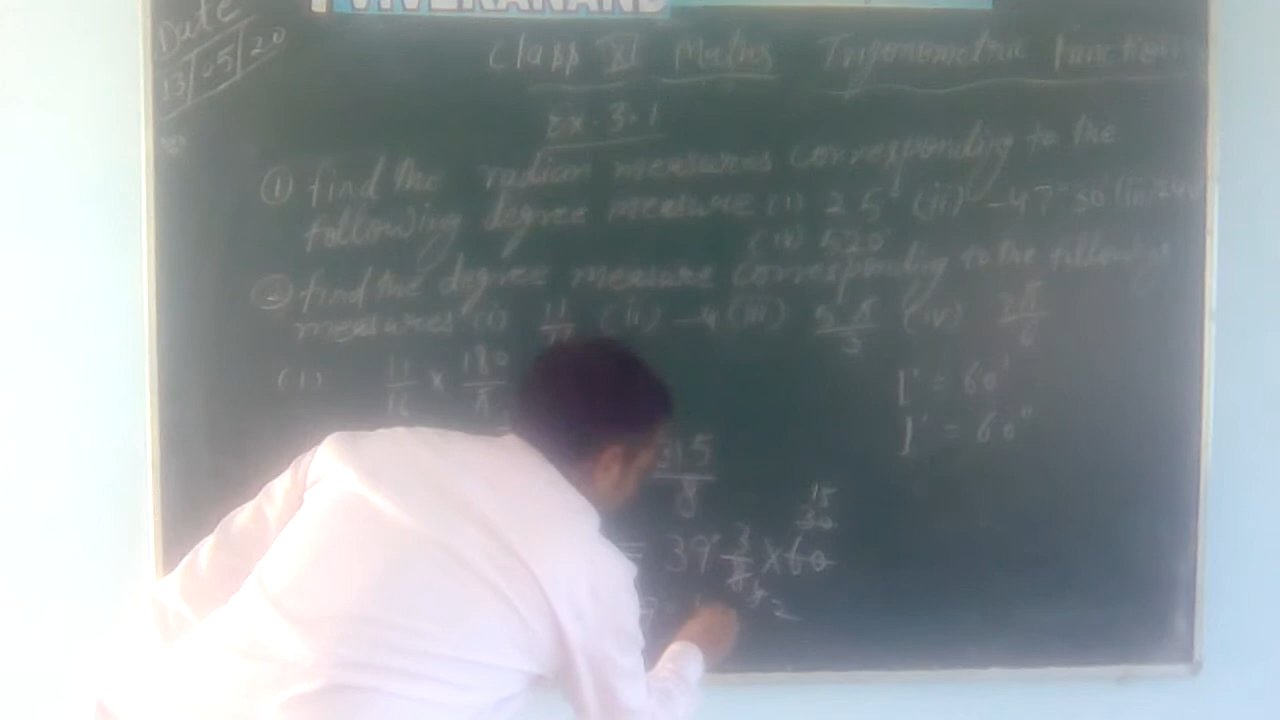 VIVEKANAND
Date
13/-5/20
Class XI Maths Trigonometric Functions
Ex. 3.1
① find the radian measures corresponding to the
following degree measure (i) 25° (ii) -47° 30' (iii) 240
(iv) 520°
② find the degree measure corresponding to the following
measures (i) 11/ (ii) -4 (iii) 5π/3 (iv) 7π/6
(i) 11/16 × 180/π
1° = 60'
1' = 60"
315/8
= 39° 3/8 × 60
15
30
4 2